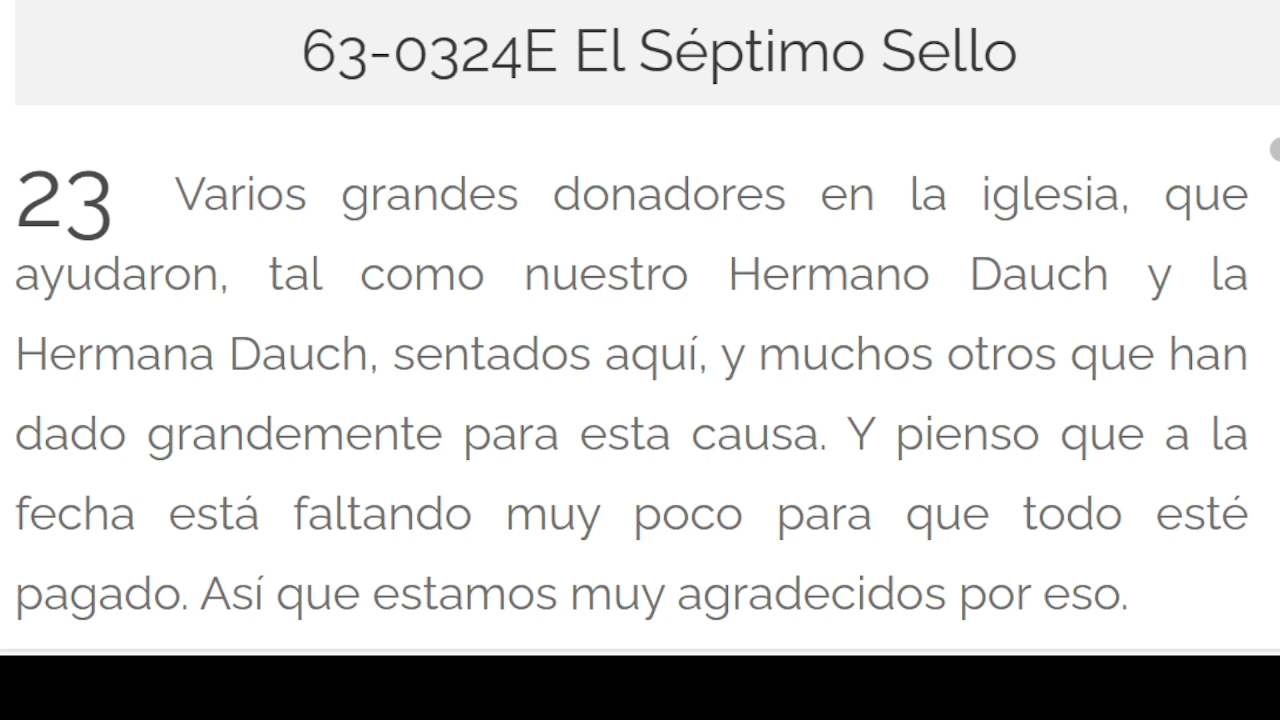 63-0324E El Séptimo Sello
23 Varios grandes donadores en la iglesia, que
ayudaron, tal como nuestro Hermano Dauch y la
Hermana Dauch, sentados aquí, y muchos otros que han
dado grandemente para esta causa. Y pienso que a la
fecha está faltando muy poco para que todo esté
pagado. Así que estamos muy agradecidos por eso.